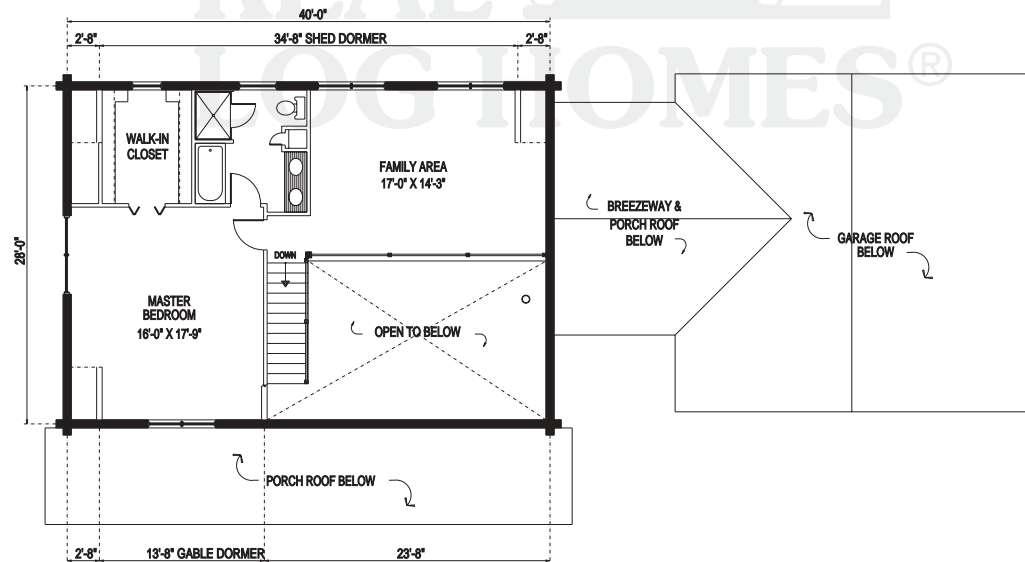 REAL
LOG HOMES®
40'-0"
2'-8"
34'-8" SHED DORMER
2'-8"
WALK-IN
CLOSET
FAMILY AREA
17'-0" X 14'-3"
BREEZEWAY &
PORCH ROOF
BELOW
GARAGE ROOF
BELOW
28'-0"
DOWN
MASTER
BEDROOM
16'-0" X 17'-9"
OPEN TO BELOW
PORCH ROOF BELOW
2'-8"
13'-8" GABLE DORMER
23'-8"